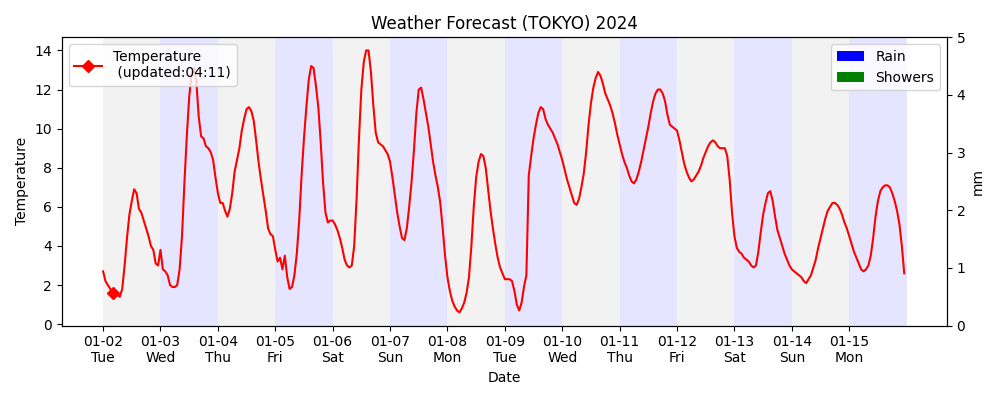 Weather Forecast (TOKYO) 2024
Temperature
(updated:04:11)
Rain
Showers
14
12
10
8
6
4
2
0
Temperature
5
4
3
2
1
0
mm
01-02 01-03 01-04 01-05 01-06 01-07 01-08 01-09 01-10 01-11 01-12 01-13 01-14 01-15
Tue Wed Thu Fri Sat Sun Mon Tue Wed Thu Fri Sat Sun Mon
Date